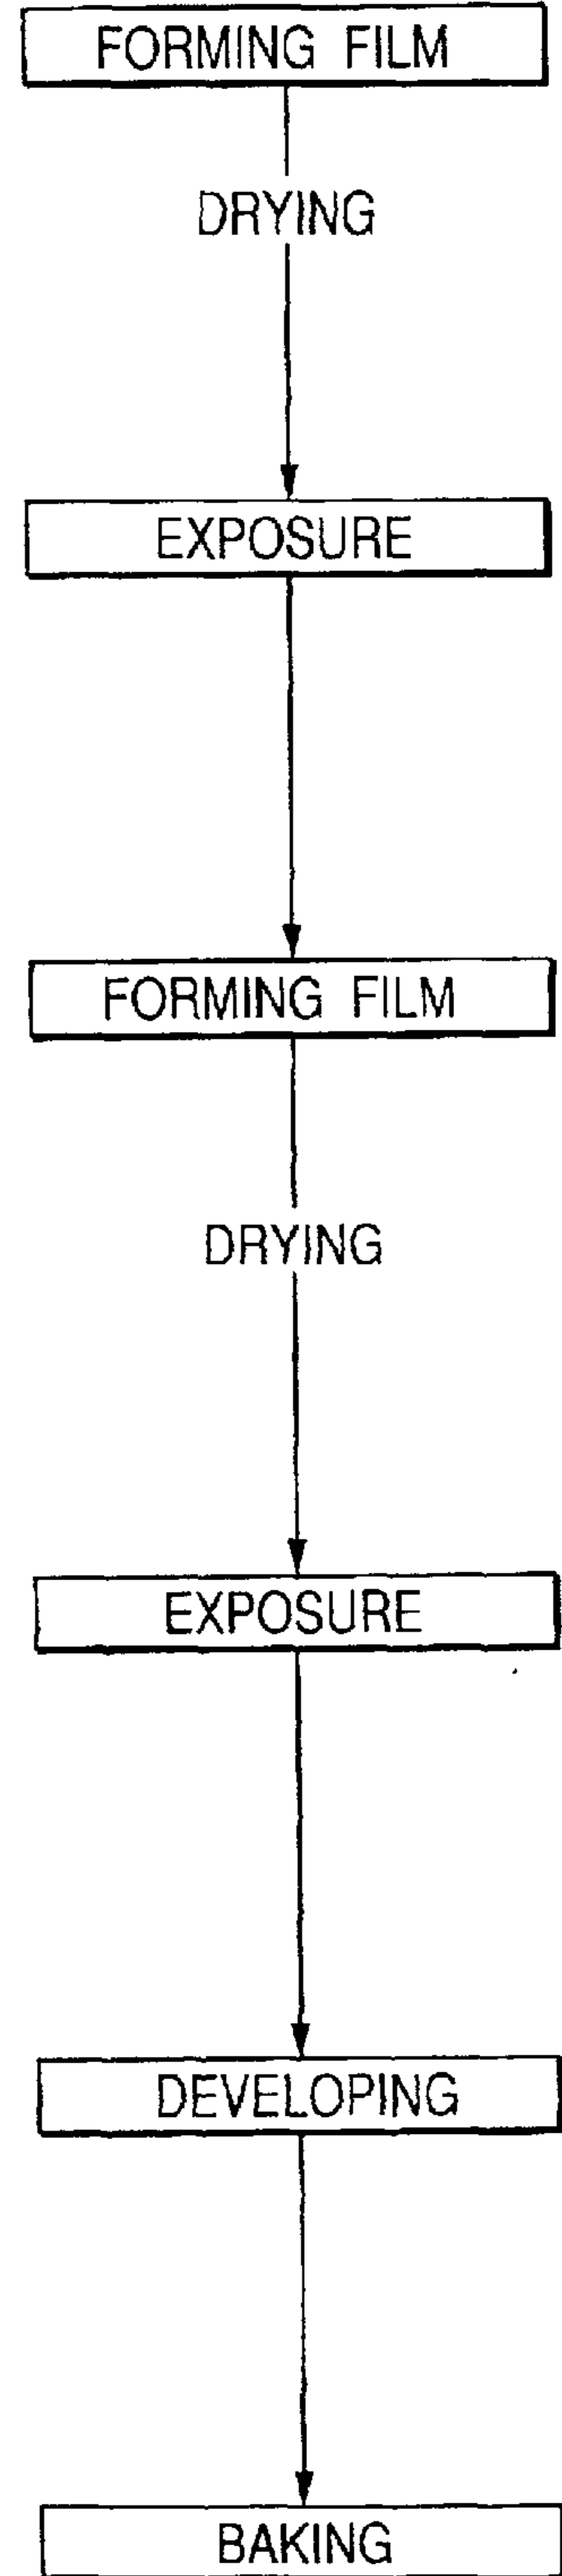 FORMING FILM
DRYING
EXPOSURE
FORMING FILM
DRYING
EXPOSURE
DEVELOPING
BAKING